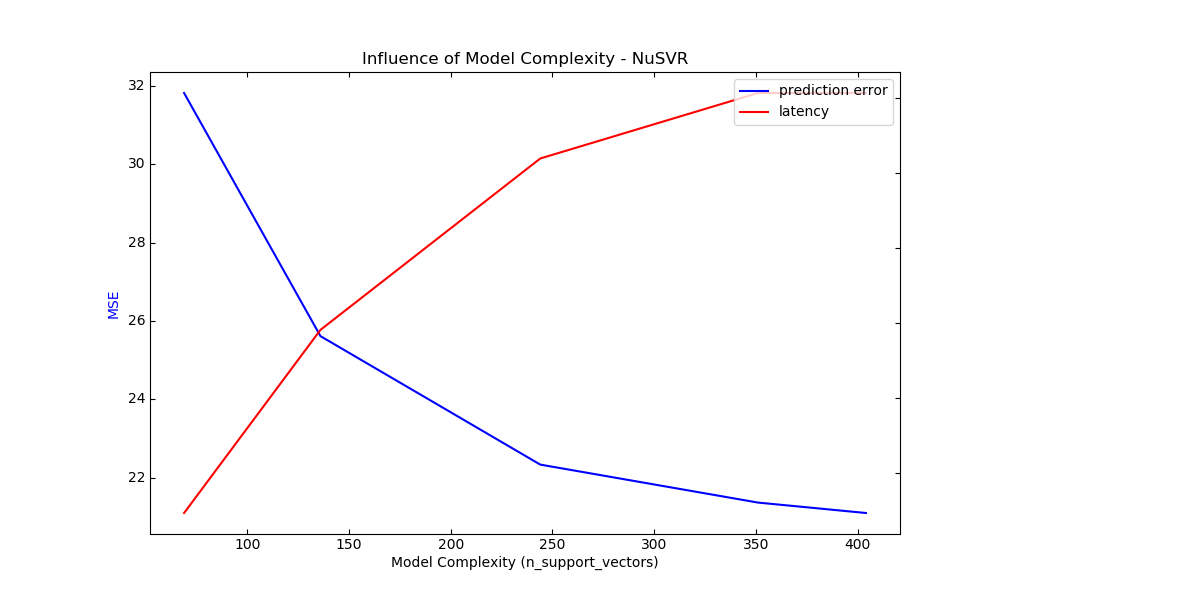 Influence of Model Complexity - NuSVR
prediction error
latency
32
30
28
26
24
22
MSE
100 150 200 250 300 350 400
Model Complexity (n_support_vectors)